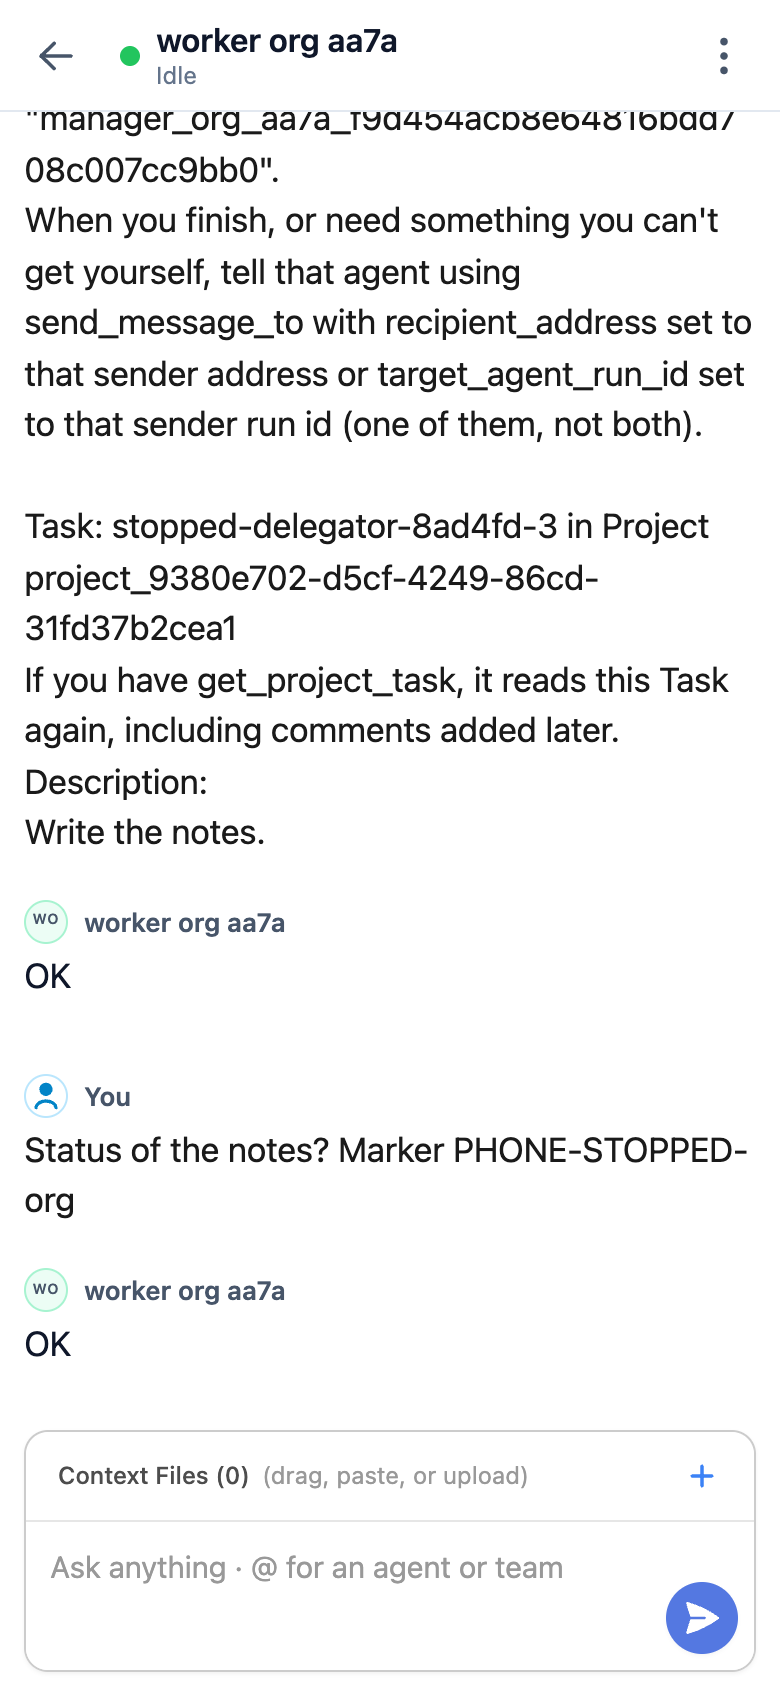 worker org aa7a
Idle
"manager_org_aa7a_f9d454acb8e64816bdd7
08c007cc9bb0".
When you finish, or need something you can't
get yourself, tell that agent using
send_message_to with recipient_address set to
that sender address or target_agent_run_id set
to that sender run id (one of them, not both).
Task: stopped-delegator-8ad4fd-3 in Project
project_9380e702-d5cf-4249-86cd-
31fd37b2cea1
If you have get_project_task, it reads this Task
again, including comments added later.
Description:
Write the notes.
WO worker org aa7a
OK
You
Status of the notes? Marker PHONE-STOPPED-
org
WO worker org aa7a
OK
Context Files (0) (drag, paste, or upload)
Ask anything · @ for an agent or team